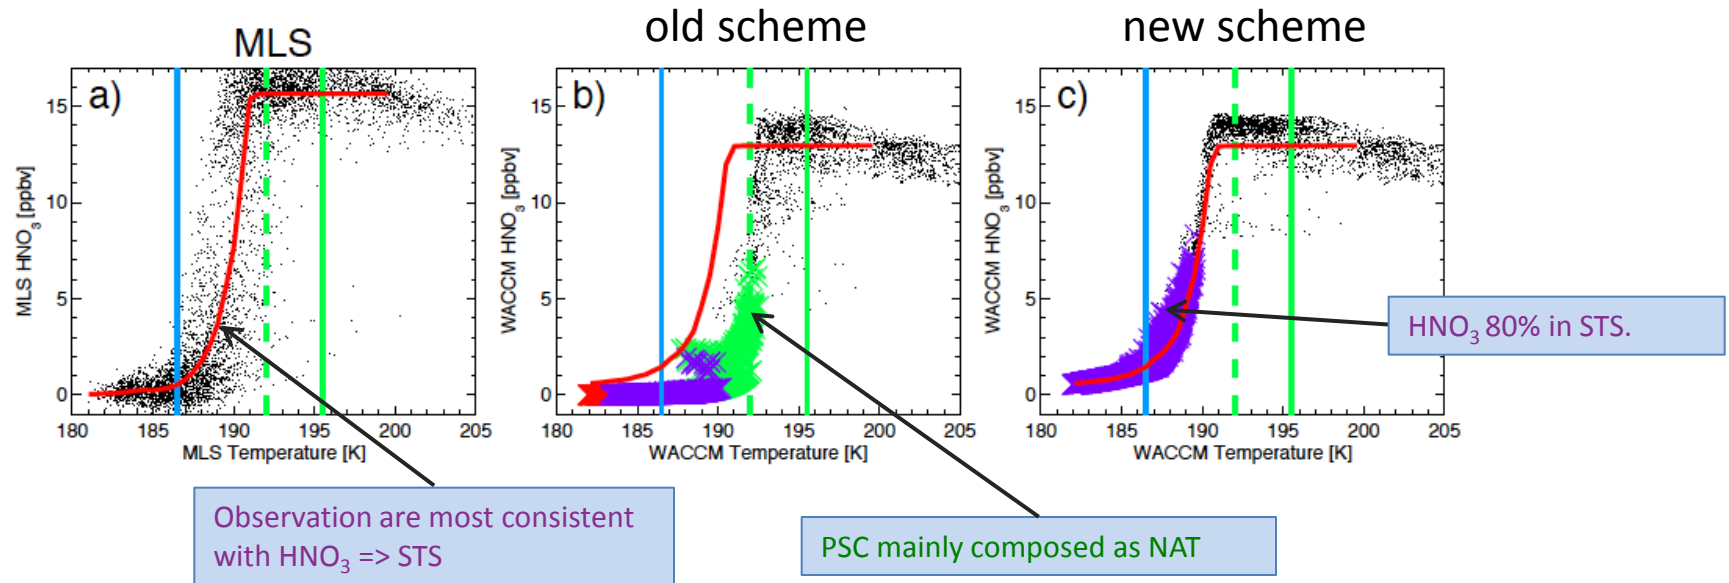 MLS
old scheme
new scheme
a)
b)
c)
MLS HNO₃ [ppbv]
15
10
5
0
180 185 190 195 200 205
MLS Temperature [K]
WACCM HNO₃ [ppbv]
15
10
5
0
180 185 190 195 200 205
WACCM Temperature [K]
WACCM HNO₃ [ppbv]
15
10
5
0
180 185 190 195 200 205
WACCM Temperature [K]
HNO₃ 80% in STS.
Observation are most consistent
with HNO₃ => STS
PSC mainly composed as NAT